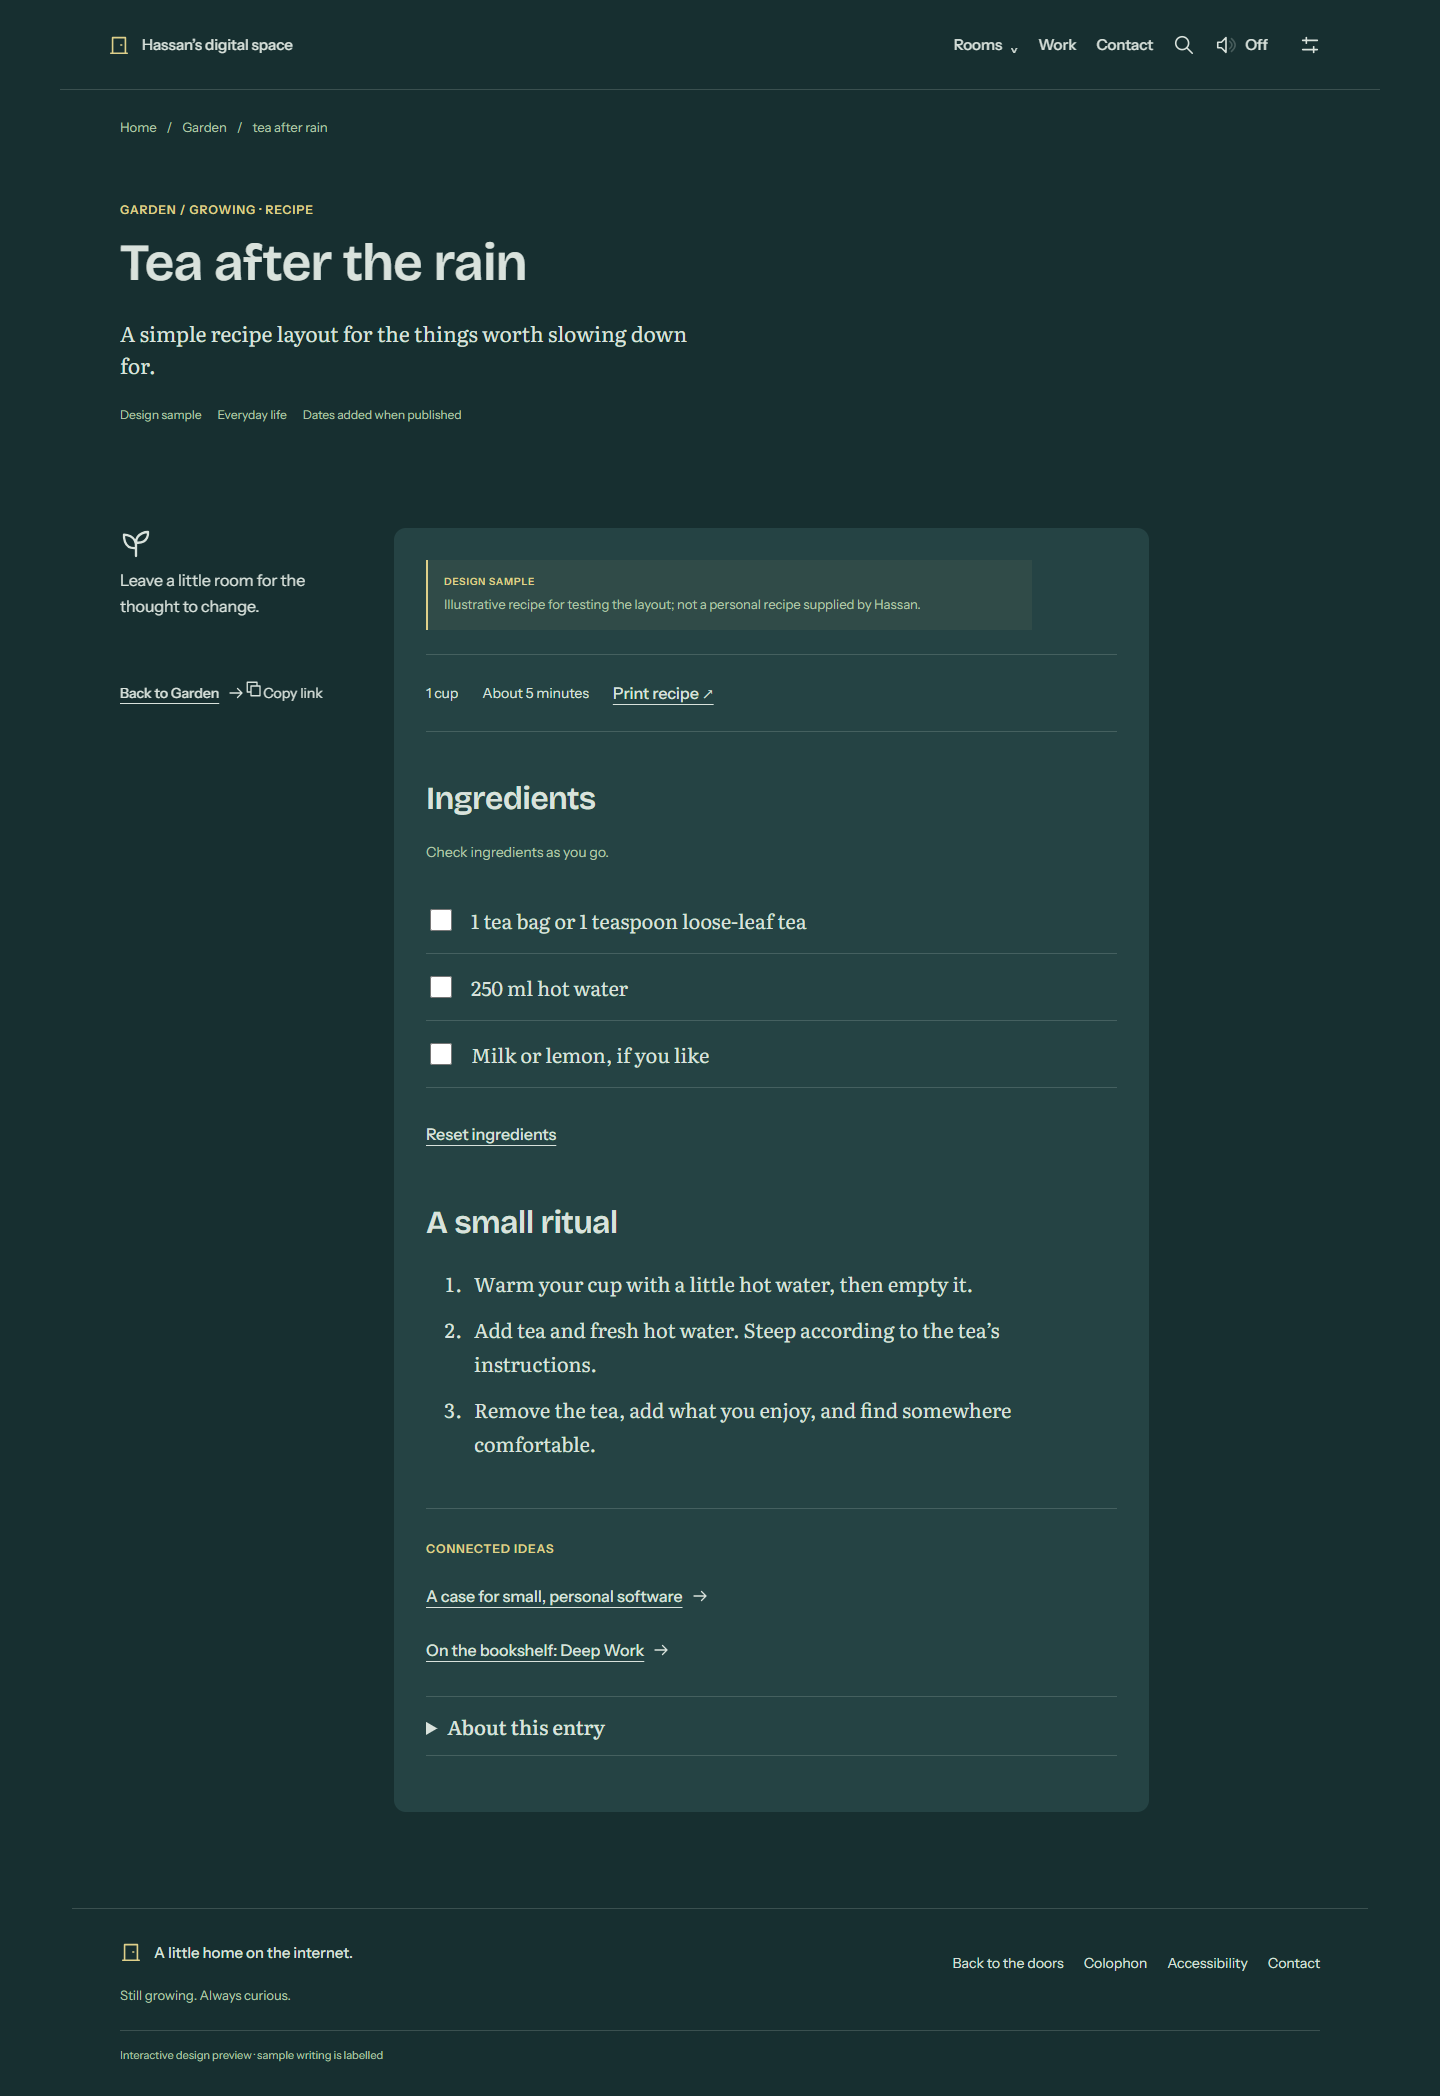 Hassan’s digital space
Rooms Work Contact Off
Home / Garden / tea after rain
GARDEN / GROWING · RECIPE
Tea after the rain
A simple recipe layout for the things worth slowing down
for.
Design sample Everyday life Dates added when published
Leave a little room for the
thought to change.
Back to Garden → Copy link
DESIGN SAMPLE
Illustrative recipe for testing the layout; not a personal recipe supplied by Hassan.
1 cup About 5 minutes Print recipe ↗
Ingredients
Check ingredients as you go.
1 tea bag or 1 teaspoon loose-leaf tea
250 ml hot water
Milk or lemon, if you like
Reset ingredients
A small ritual
1. Warm your cup with a little hot water, then empty it.
2. Add tea and fresh hot water. Steep according to the tea’s
instructions.
3. Remove the tea, add what you enjoy, and find somewhere
comfortable.
CONNECTED IDEAS
A case for small, personal software →
On the bookshelf: Deep Work →
About this entry
A little home on the internet.
Back to the doors Colophon Accessibility Contact
Still growing. Always curious.
Interactive design preview · sample writing is labelled